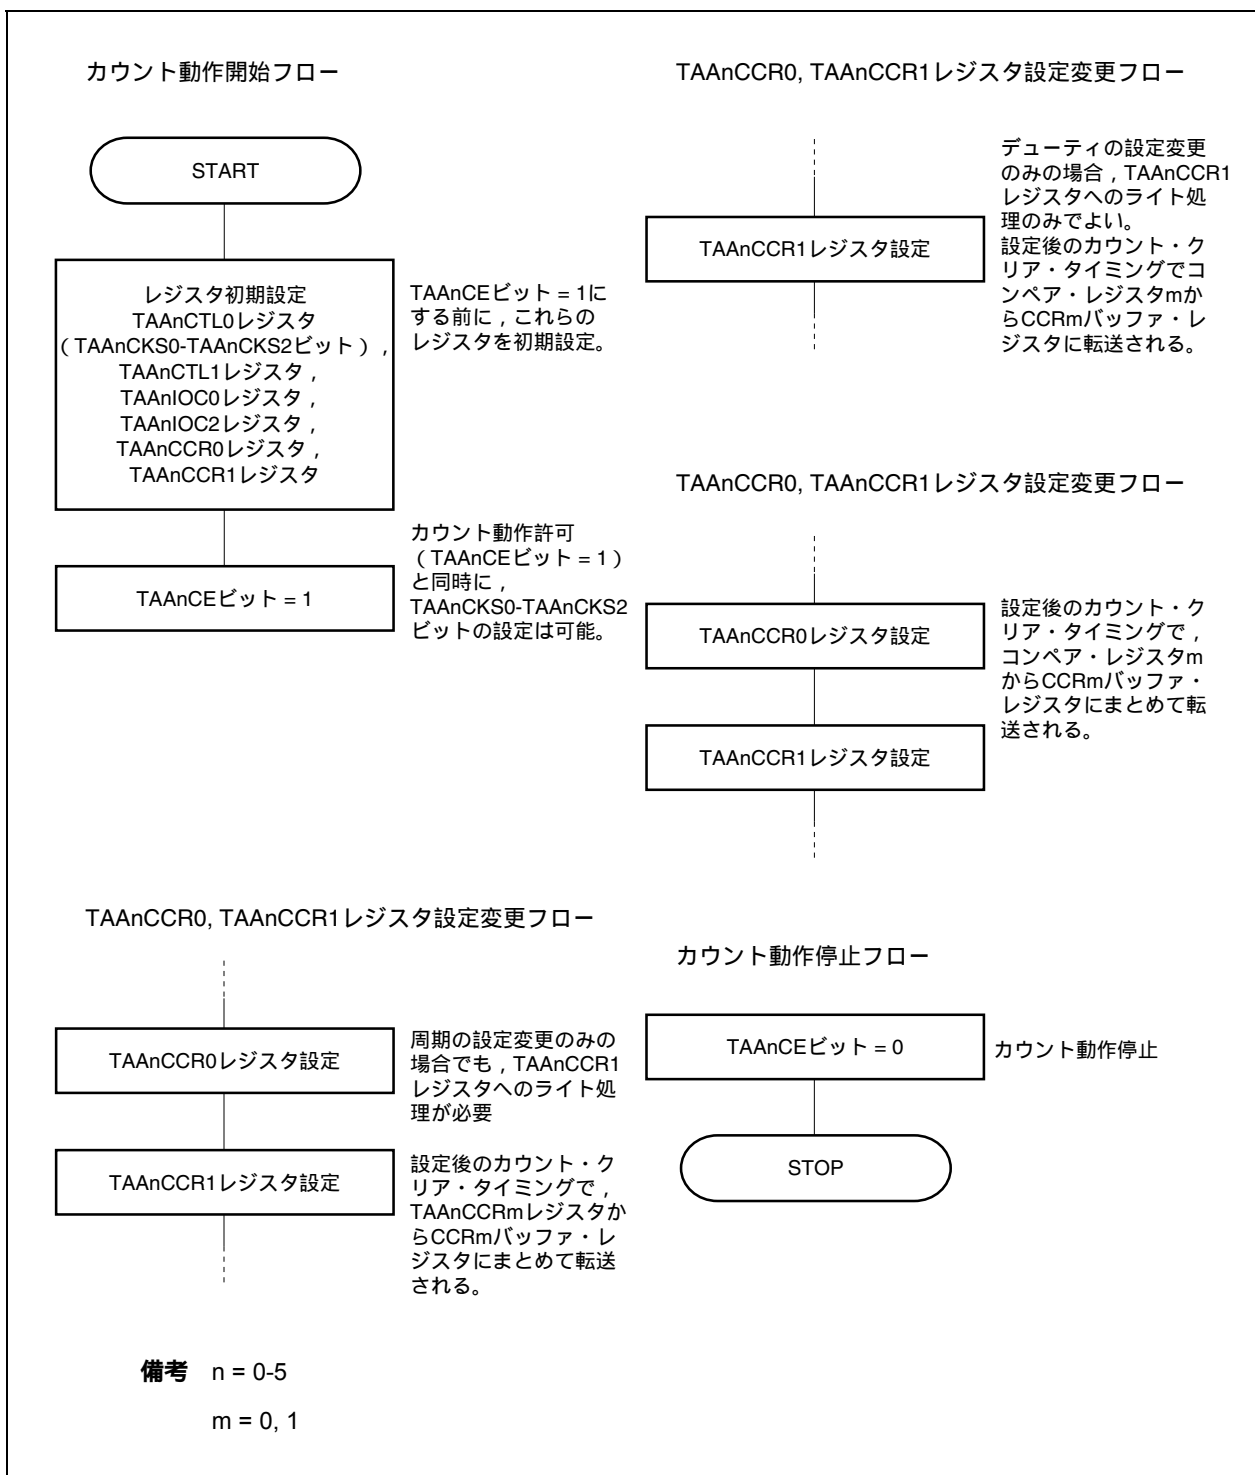 カウント動作開始フロー
START
レジスタ初期設定
TAAnCTL0レジスタ
（TAAnCKS0-TAAnCKS2ビット），
TAAnCTL1レジスタ，
TAAnIOC0レジスタ，
TAAnIOC2レジスタ，
TAAnCCR0レジスタ，
TAAnCCR1レジスタ
TAAnCEビット = 1に
する前に，これらの
レジスタを初期設定。
TAAnCEビット = 1
カウント動作許可
（TAAnCEビット = 1）
と同時に，
TAAnCKS0-TAAnCKS2
ビットの設定は可能。
TAAnCCR0, TAAnCCR1レジスタ設定変更フロー
TAAnCCR0レジスタ設定
周期の設定変更のみの
場合でも，TAAnCCR1
レジスタへのライト処
理が必要
TAAnCCR1レジスタ設定
設定後のカウント・ク
リア・タイミングで，
TAAnCCRmレジスタか
らCCRmバッファ・レ
ジスタにまとめて転送
される。
TAAnCCR0, TAAnCCR1レジスタ設定変更フロー
TAAnCCR1レジスタ設定
デューティの設定変更
のみの場合，TAAnCCR1
レジスタへのライト処
理のみでよい。
設定後のカウント・ク
リア・タイミングでコ
ンペア・レジスタmか
らCCRmバッファ・レ
ジスタに転送される。
TAAnCCR0, TAAnCCR1レジスタ設定変更フロー
TAAnCCR0レジスタ設定
設定後のカウント・ク
リア・タイミングで，
コンペア・レジスタm
からCCRmバッファ・
レジスタにまとめて転
送される。
TAAnCCR1レジスタ設定
カウント動作停止フロー
TAAnCEビット = 0
カウント動作停止
STOP
備考 n = 0-5
m = 0, 1